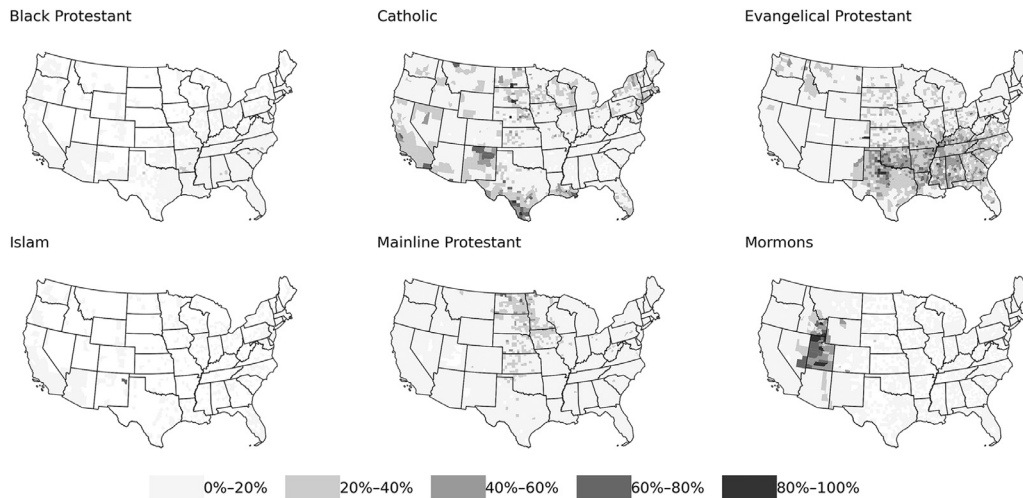 Black Protestant
Catholic
Evangelical Protestant
Islam
Mainline Protestant
Mormons
0%–20%
20%–40%
40%–60%
60%–80%
80%–100%